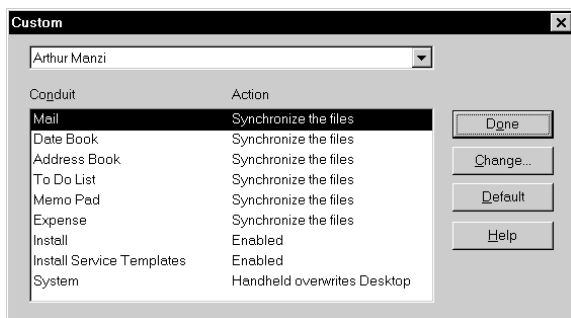 Custom
Arthur Manzi
Conduit Action
Mail Synchronize the files
Date Book Synchronize the files
Address Book Synchronize the files
To Do List Synchronize the files
Memo Pad Synchronize the files
Expense Synchronize the files
Install Enabled
Install Service Templates Enabled
System Handheld overwrites Desktop
Done
Change...
Default
Help